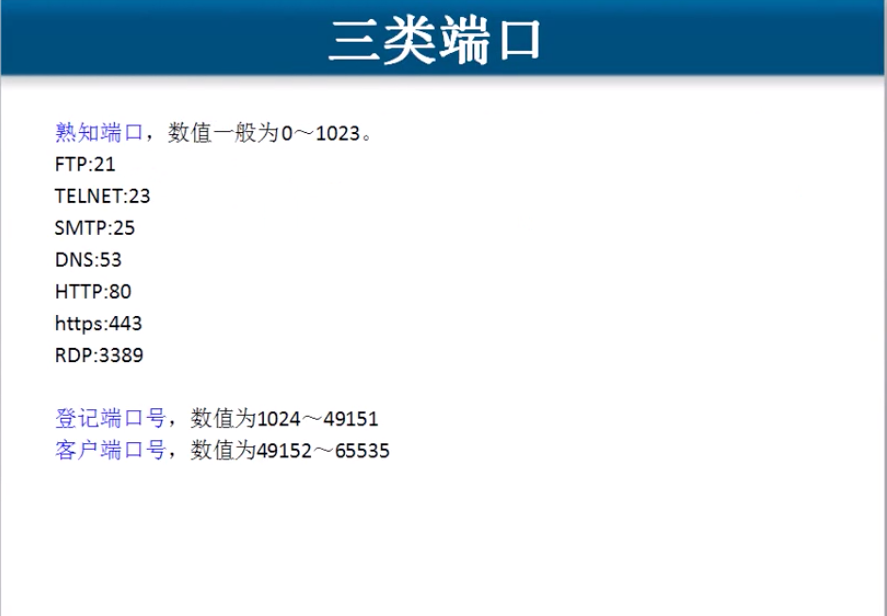 三类端口
熟知端口，数值一般为0～1023。
FTP:21
TELNET:23
SMTP:25
DNS:53
HTTP:80
https:443
RDP:3389
登记端口号，数值为1024～49151
客户端口号，数值为49152～65535